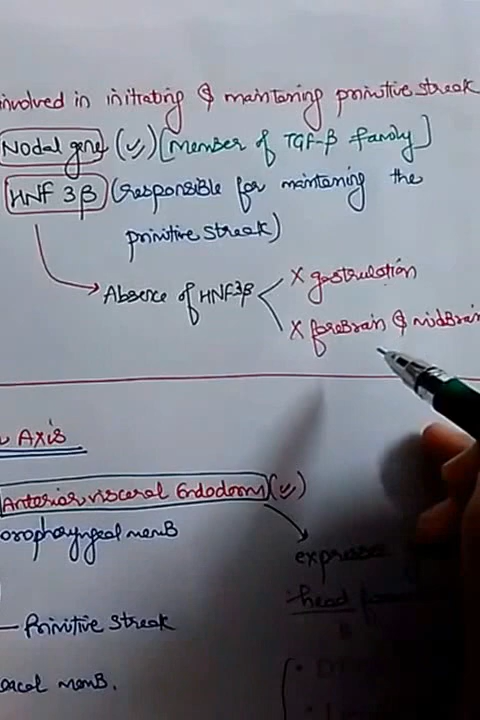 involved in initiating & maintaining primitive streak
Nodal gene (✓) [Member of TGF-β family]
HNF 3β (responsible for maintaining the
primitive streak)
Absence of HNF3β
X gastrulation
X foreBrain & midBrain
AXIS
Anterior visceral Endoderm (✓)
oropharyngeal memB
expresses
head
— Primitive streak
memB.